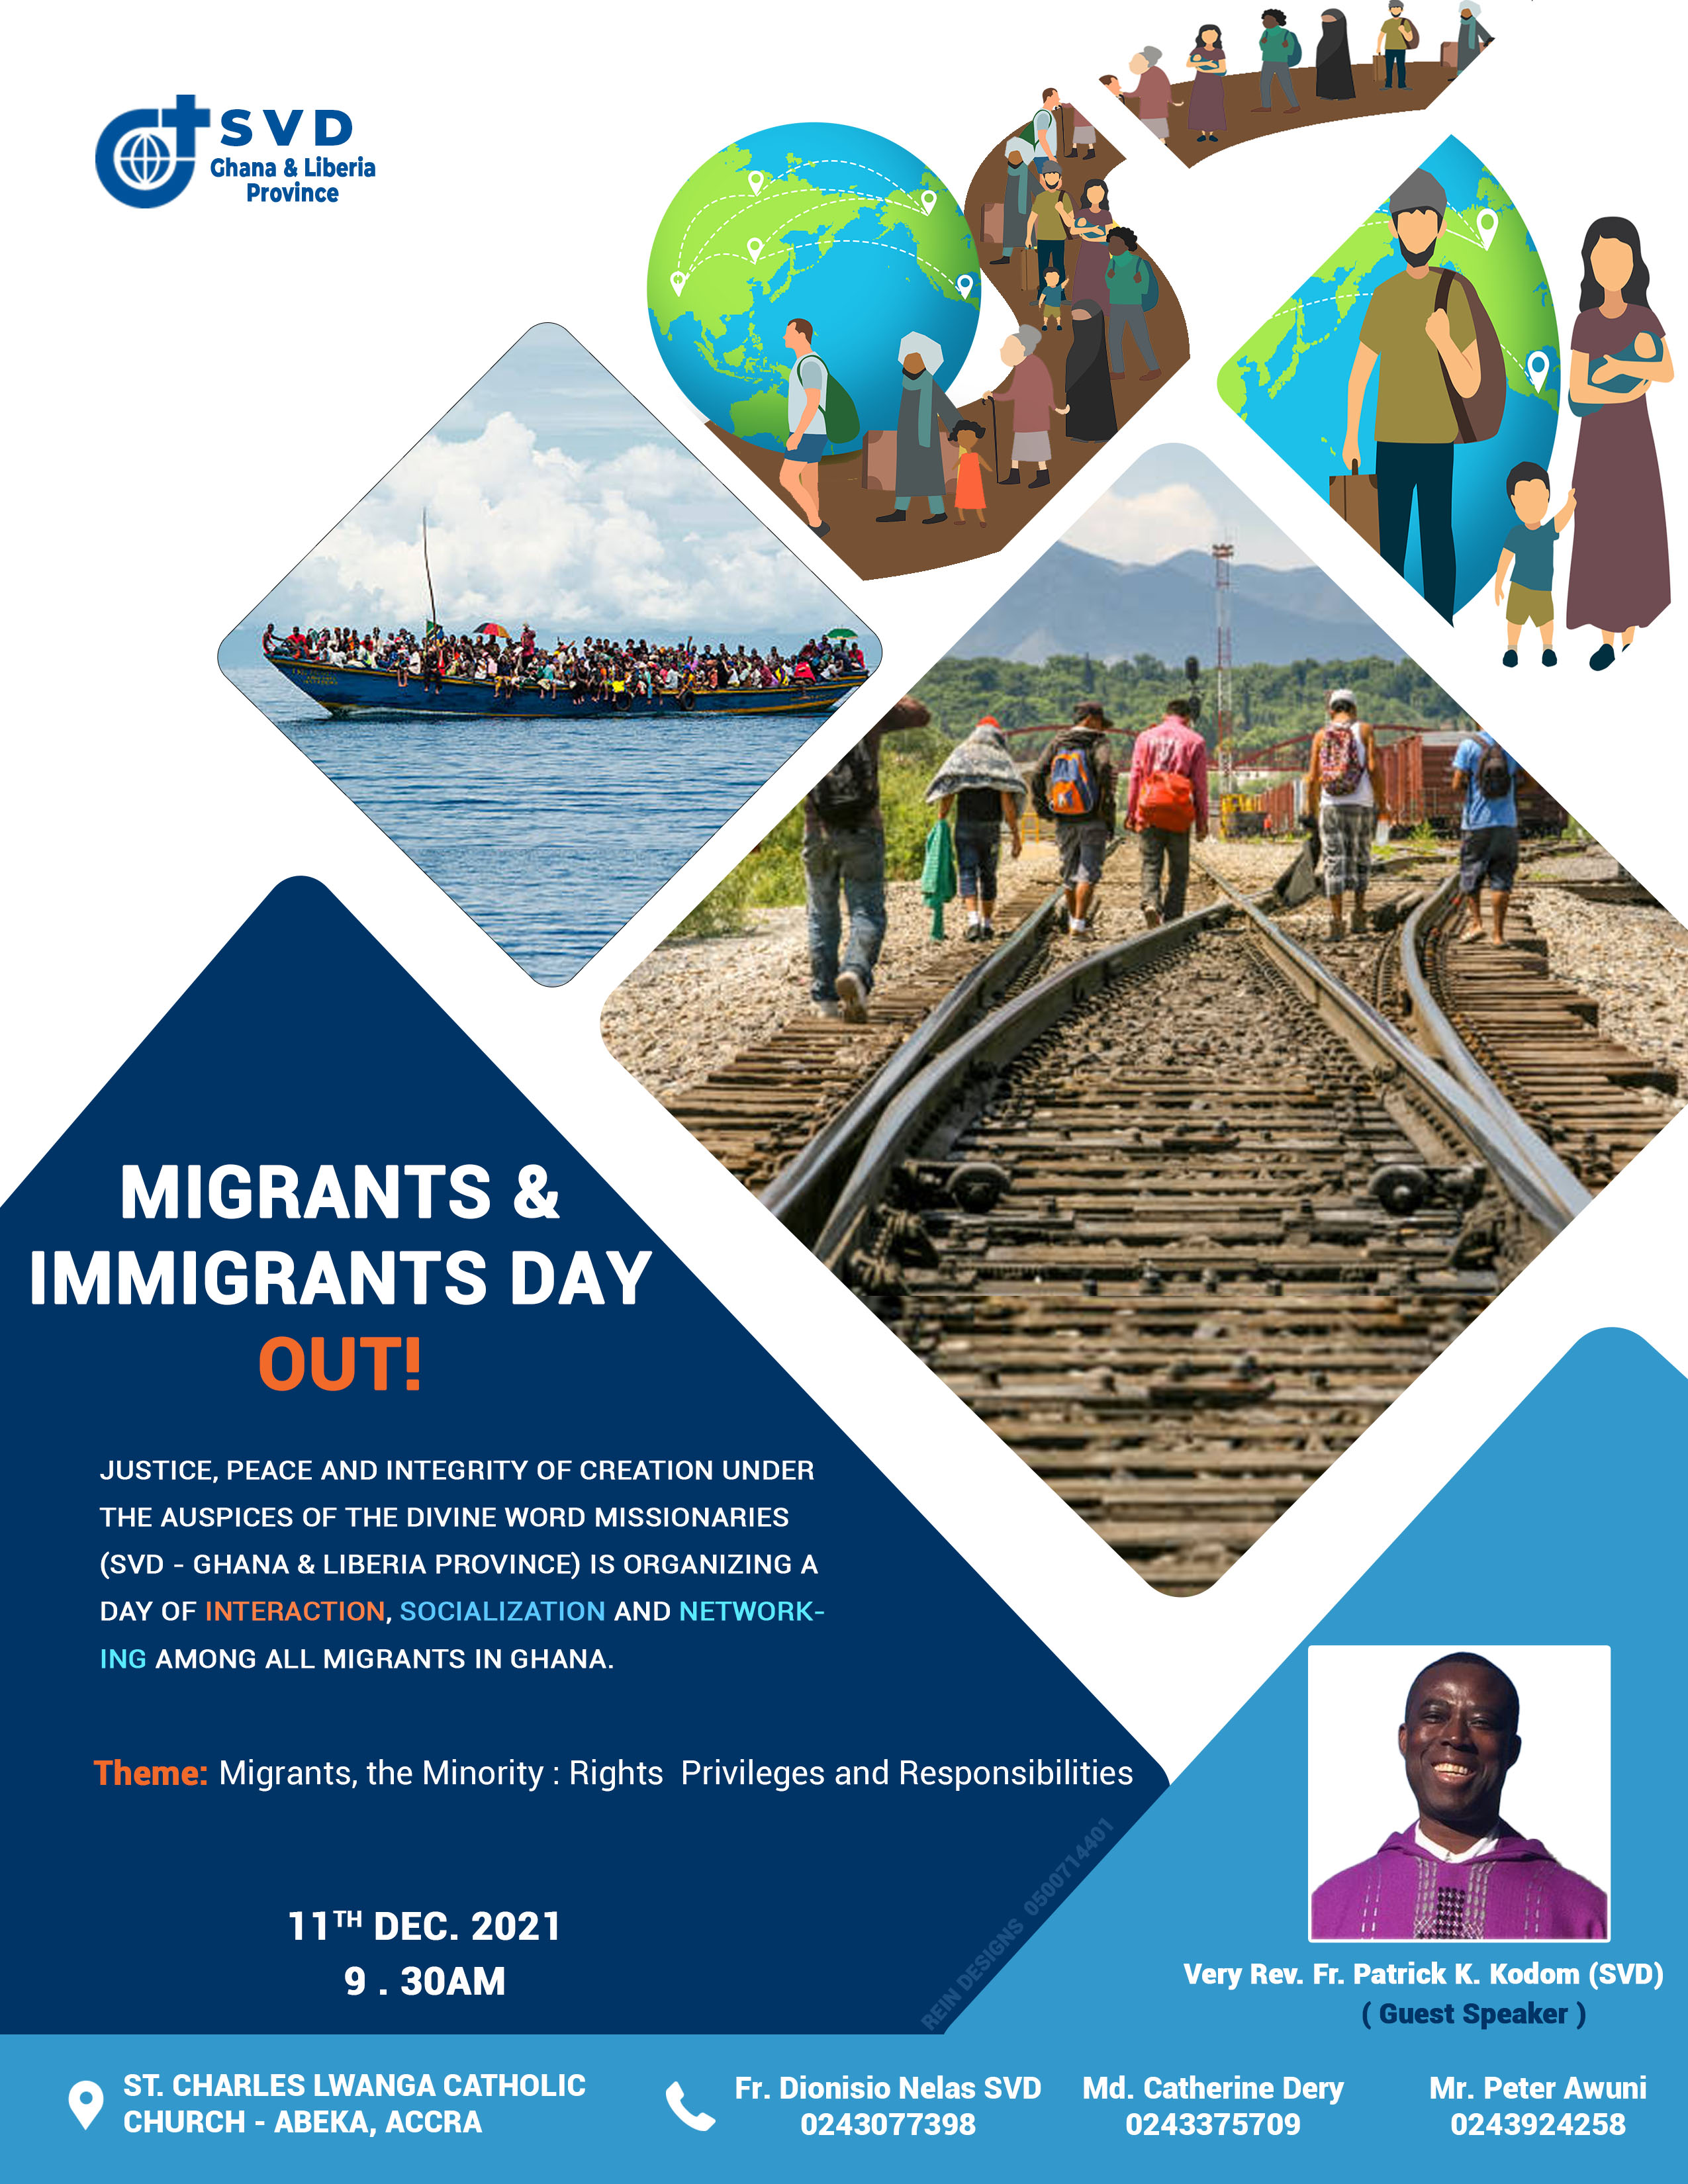 SVD
Ghana & Liberia
Province
MIGRANTS &
IMMIGRANTS DAY
OUT!
JUSTICE, PEACE AND INTEGRITY OF CREATION UNDER
THE AUSPICES OF THE DIVINE WORD MISSIONARIES
(SVD - GHANA & LIBERIA PROVINCE) IS ORGANIZING A
DAY OF INTERACTION, SOCIALIZATION AND NETWORK-
ING AMONG ALL MIGRANTS IN GHANA.
Theme: Migrants, the Minority : Rights  Privileges and Responsibilities
11TH DEC. 2021
9 . 30AM
REIN DESIGNS 0500714401
Very Rev. Fr. Patrick K. Kodom (SVD)
( Guest Speaker )
ST. CHARLES LWANGA CATHOLIC
CHURCH - ABEKA, ACCRA
Fr. Dionisio Nelas SVD
0243077398
Md. Catherine Dery
0243375709
Mr. Peter Awuni
0243924258